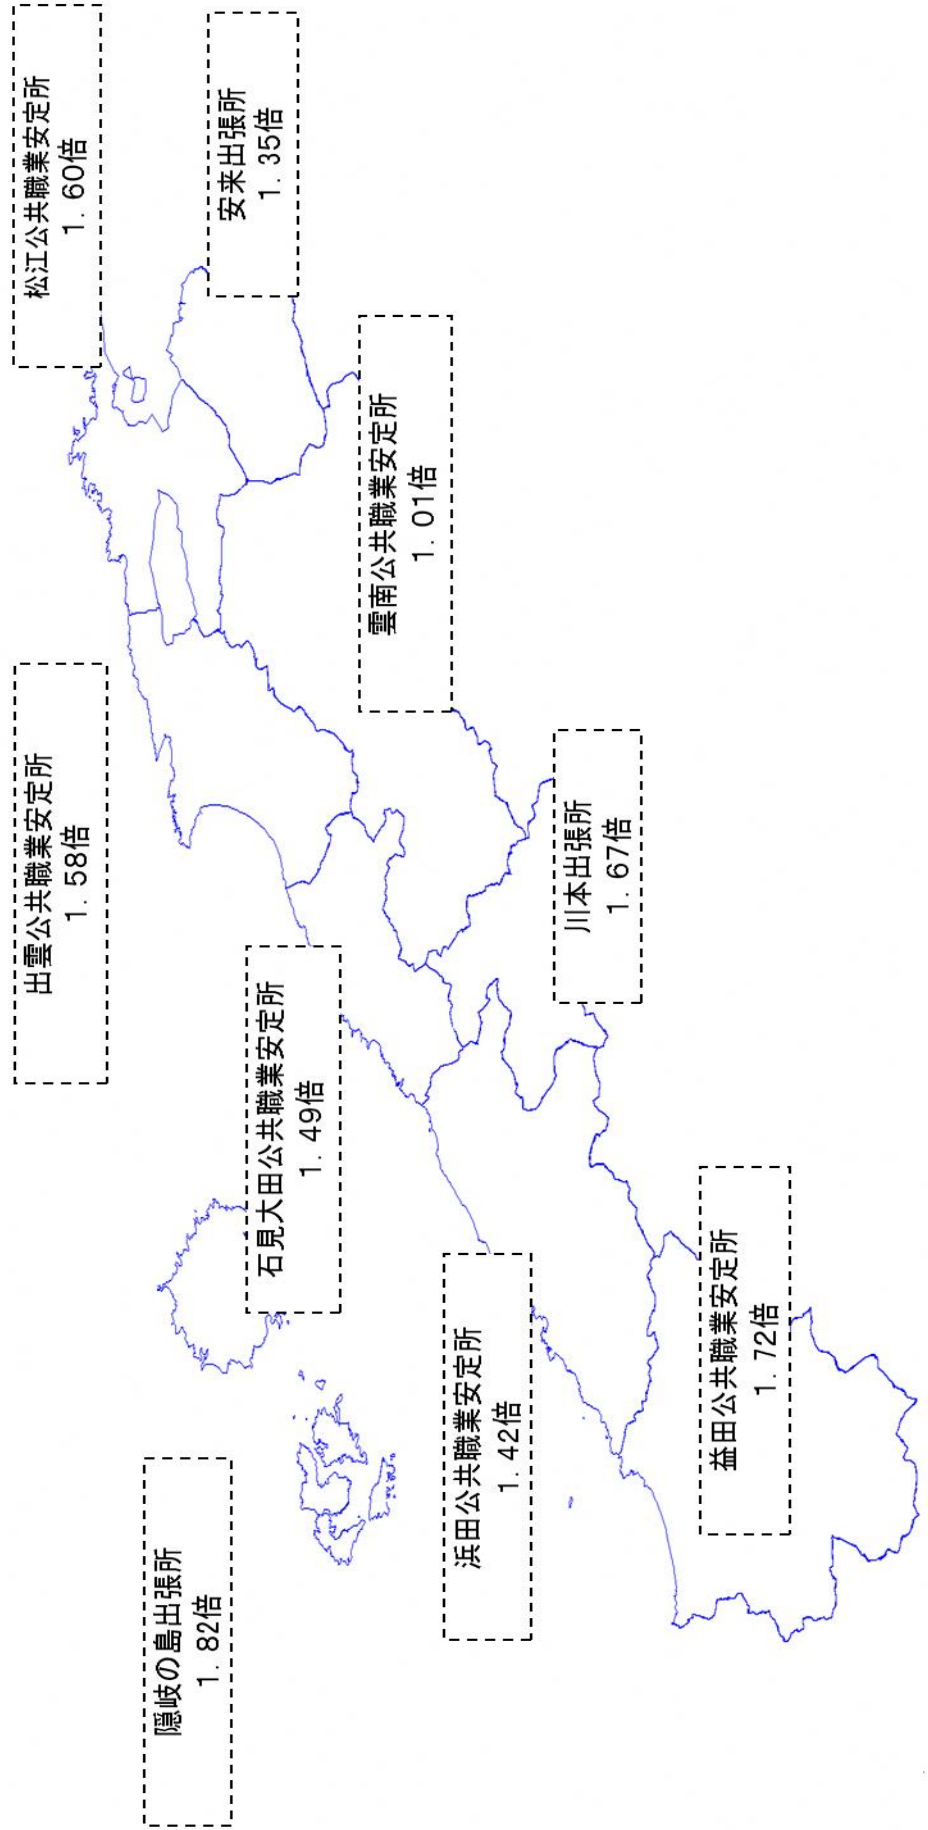 松江公共職業安定所
1.60倍
安来出張所
1.35倍
雲南公共職業安定所
1.01倍
出雲公共職業安定所
1.58倍
川本出張所
1.67倍
石見大田公共職業安定所
1.49倍
浜田公共職業安定所
1.42倍
益田公共職業安定所
1.72倍
隠岐の島出張所
1.82倍